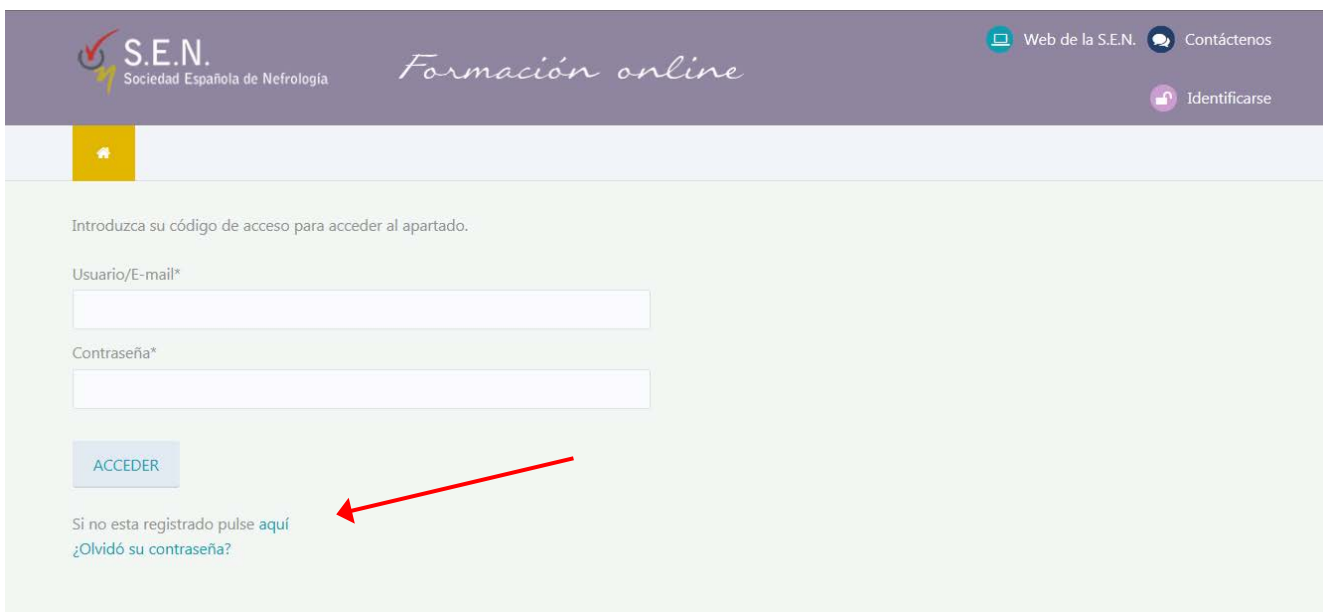 S.E.N.
Sociedad Española de Nefrología
Formación online
Web de la S.E.N.
Contáctenos
Identificarse
Introduzca su código de acceso para acceder al apartado.
Usuario/E-mail*
Contraseña*
ACCEDER
Si no esta registrado pulse aquí
¿Olvidó su contraseña?